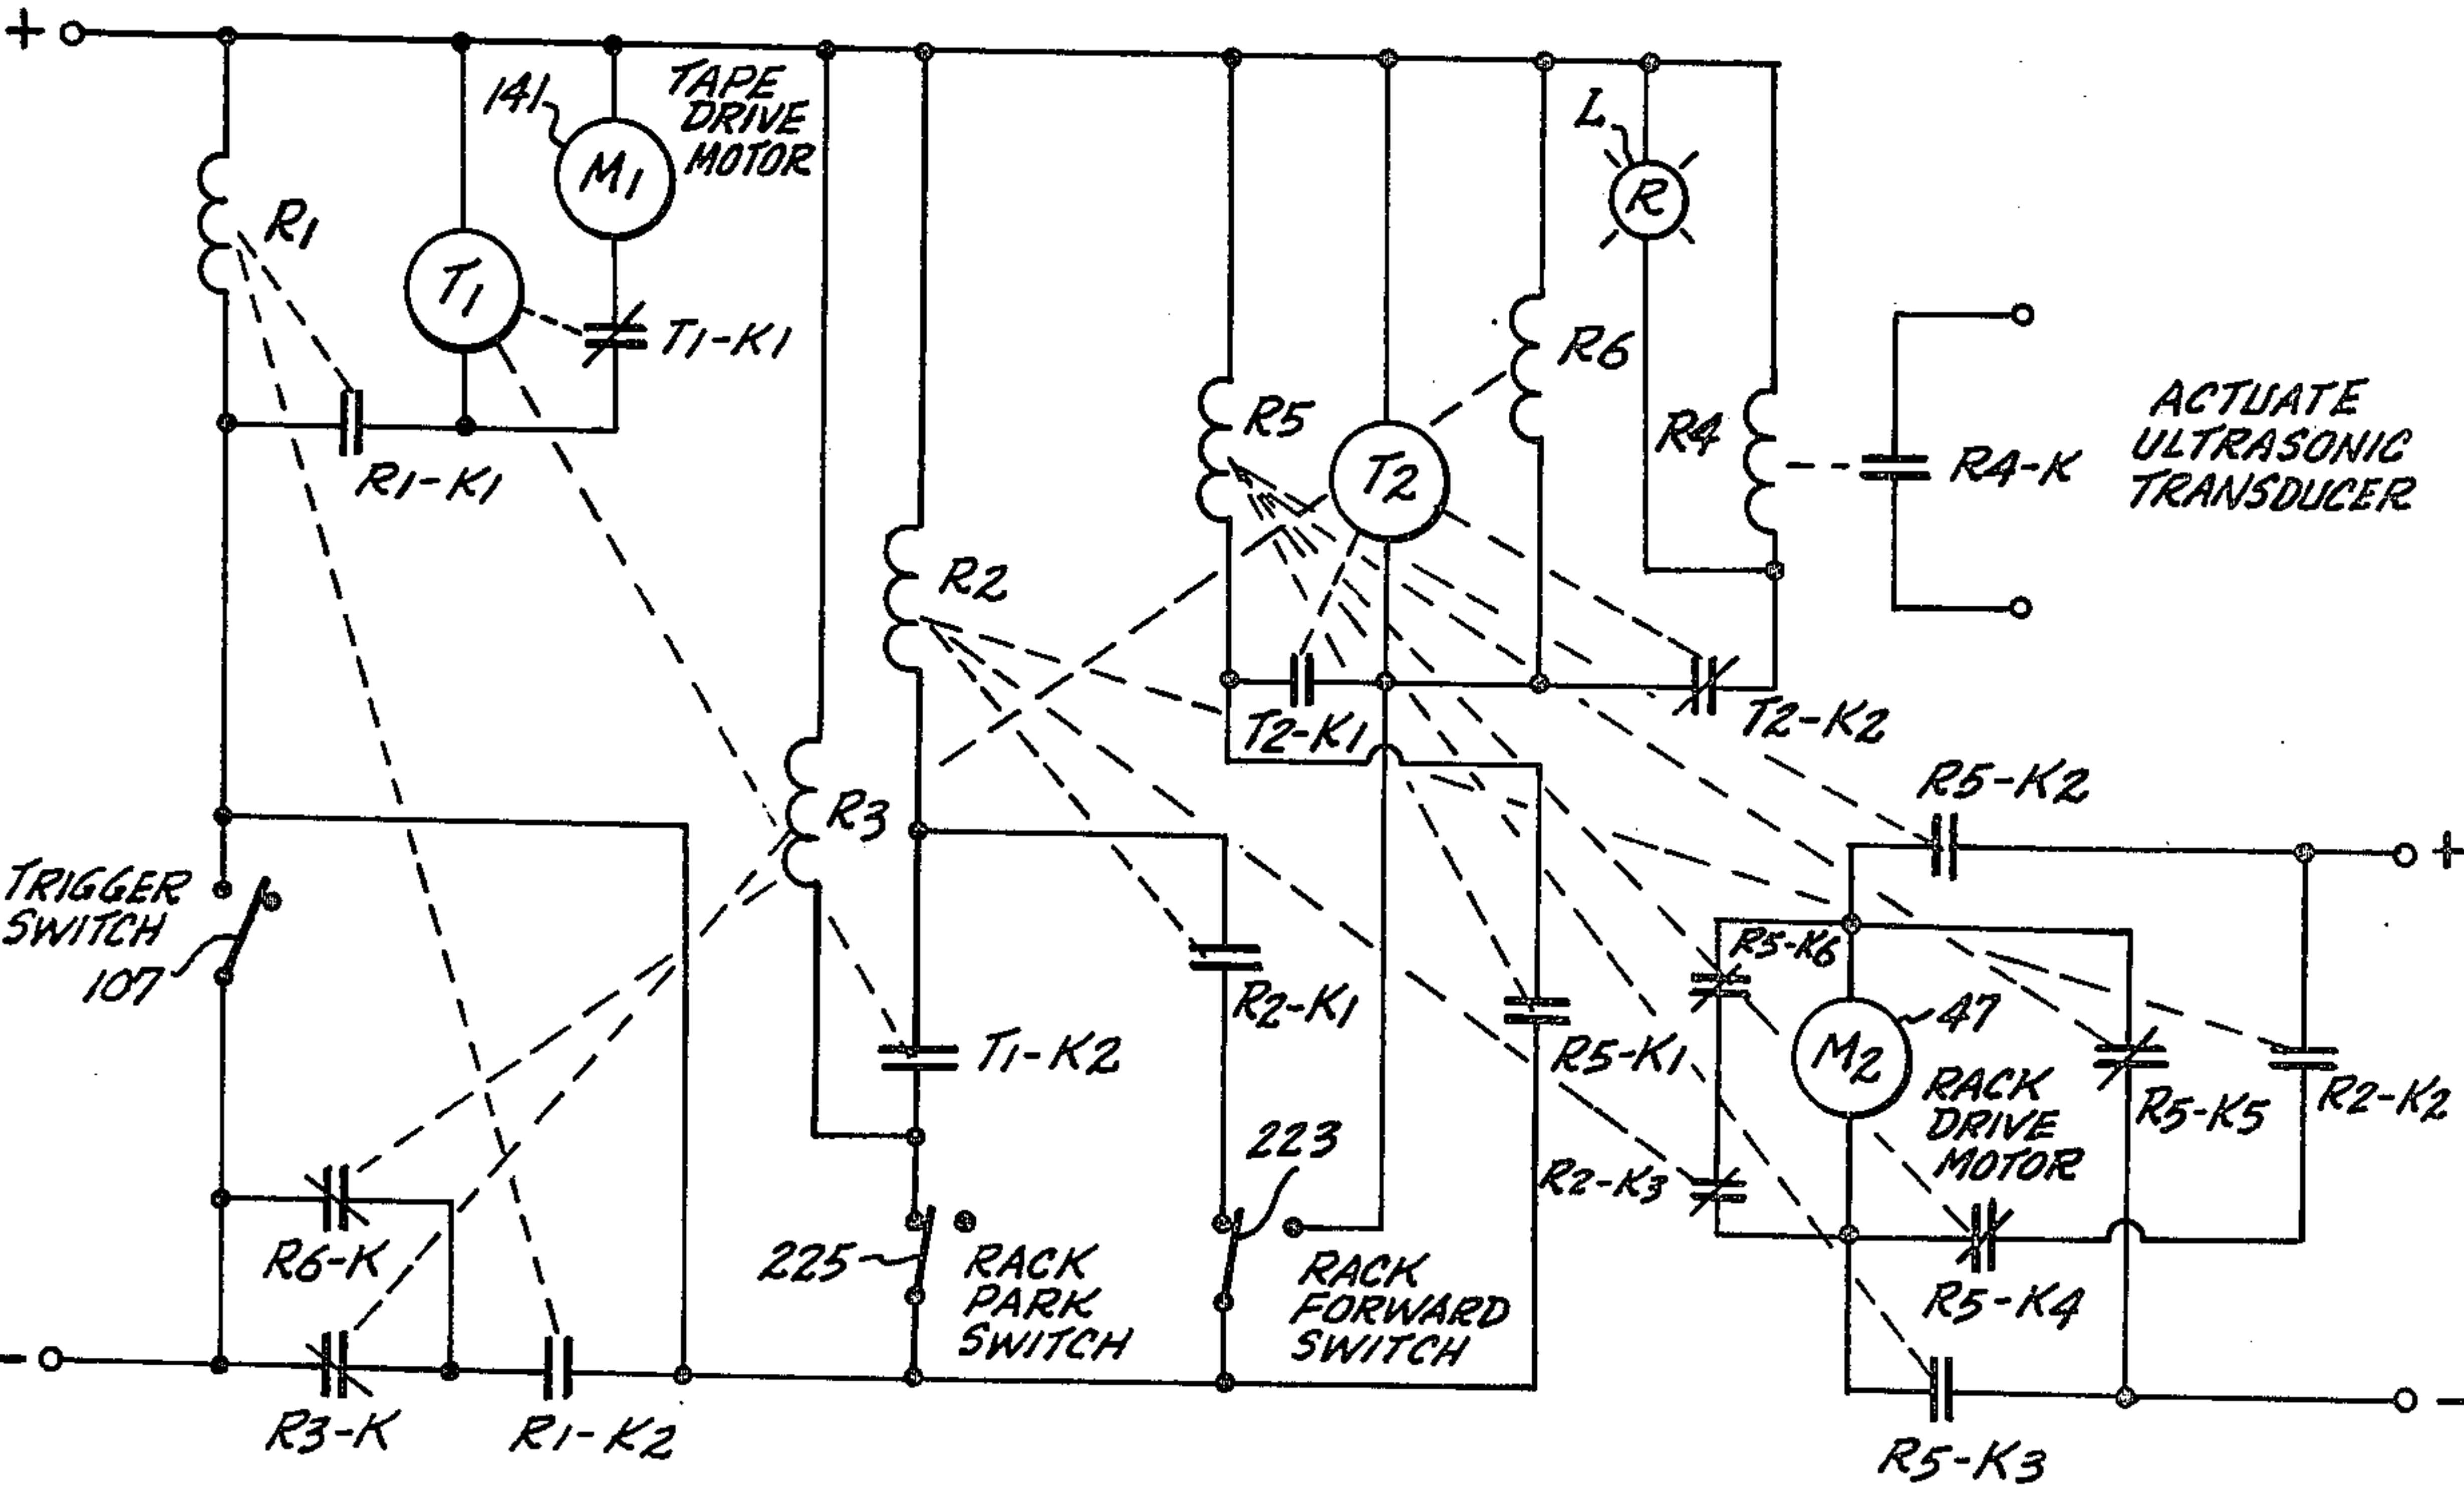 +
141
TAPE
DRIVE
MOTOR
M1
R1
T1
T1-K1
R1-K1
L
R
R6
R5
T2
R4
R4-K
ACTUATE
ULTRASONIC
TRANSDUCER
R2
T2-K1
T2-K2
R3
R5-K2
+
TRIGGER
SWITCH
107
R5-K6
R2-K1
47
M2
T1-K2
R5-K1
RACK
DRIVE
MOTOR
R5-K5
R2-K2
223
R2-K3
R6-K
225
RACK
PARK
SWITCH
RACK
FORWARD
SWITCH
R5-K4
-
R3-K
R1-K2
R5-K3
-